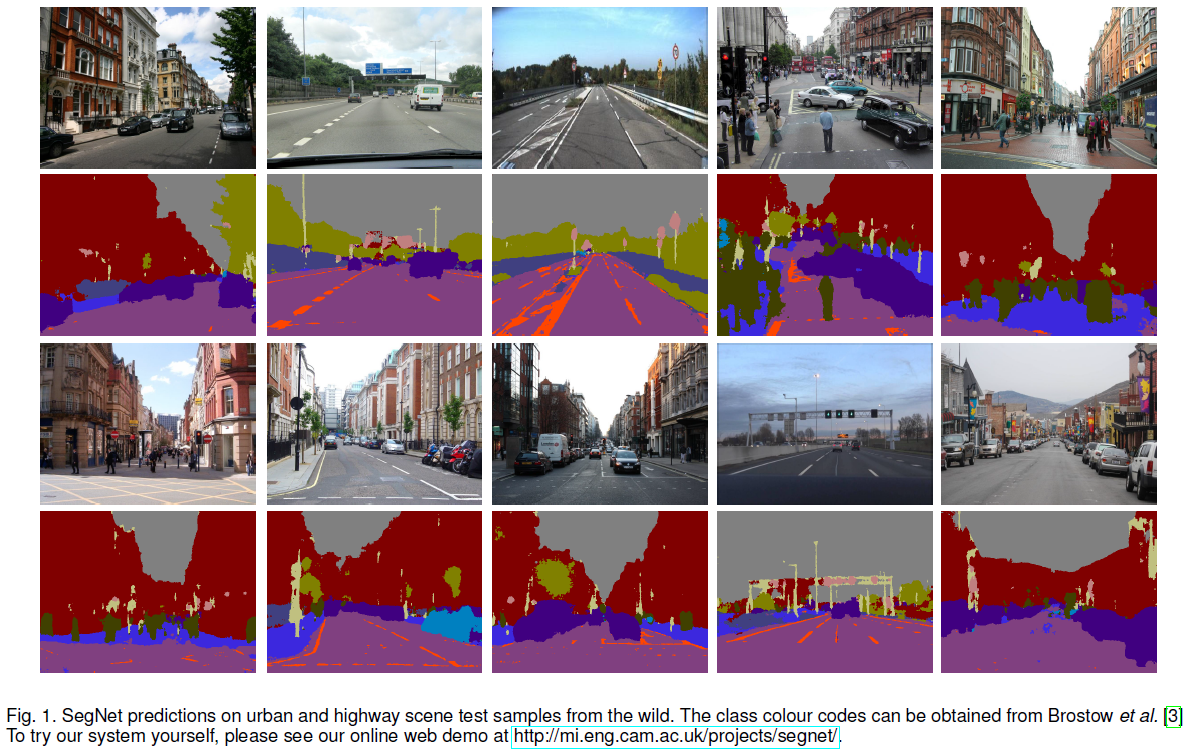 Fig. 1. SegNet predictions on urban and highway scene test samples from the wild. The class colour codes can be obtained from Brostow et al. [3]
To try our system yourself, please see our online web demo at http://mi.eng.cam.ac.uk/projects/segnet/.